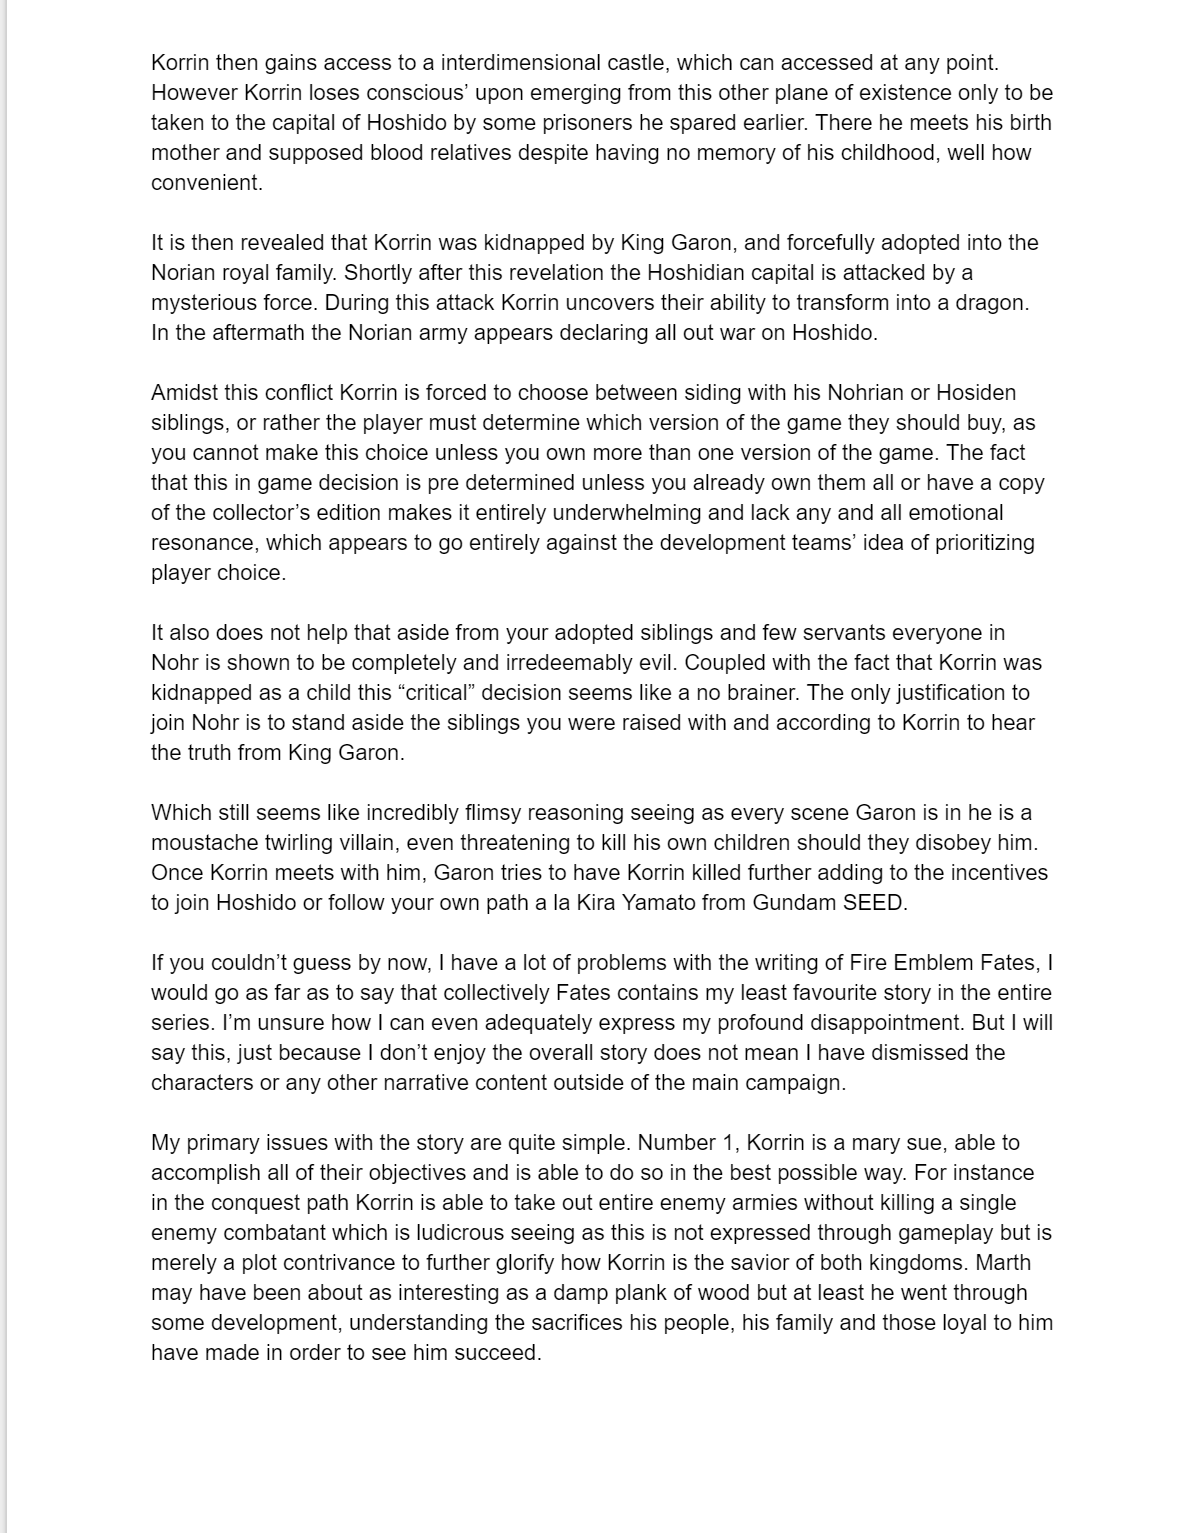 Korrin then gains access to a interdimensional castle, which can accessed at any point.
However Korrin loses conscious’ upon emerging from this other plane of existence only to be
taken to the capital of Hoshido by some prisoners he spared earlier. There he meets his birth
mother and supposed blood relatives despite having no memory of his childhood, well how
convenient.
It is then revealed that Korrin was kidnapped by King Garon, and forcefully adopted into the
Norian royal family. Shortly after this revelation the Hoshidian capital is attacked by a
mysterious force. During this attack Korrin uncovers their ability to transform into a dragon.
In the aftermath the Norian army appears declaring all out war on Hoshido.
Amidst this conflict Korrin is forced to choose between siding with his Nohrian or Hosiden
siblings, or rather the player must determine which version of the game they should buy, as
you cannot make this choice unless you own more than one version of the game. The fact
that this in game decision is pre determined unless you already own them all or have a copy
of the collector’s edition makes it entirely underwhelming and lack any and all emotional
resonance, which appears to go entirely against the development teams’ idea of prioritizing
player choice.
It also does not help that aside from your adopted siblings and few servants everyone in
Nohr is shown to be completely and irredeemably evil. Coupled with the fact that Korrin was
kidnapped as a child this “critical” decision seems like a no brainer. The only justification to
join Nohr is to stand aside the siblings you were raised with and according to Korrin to hear
the truth from King Garon.
Which still seems like incredibly flimsy reasoning seeing as every scene Garon is in he is a
moustache twirling villain, even threatening to kill his own children should they disobey him.
Once Korrin meets with him, Garon tries to have Korrin killed further adding to the incentives
to join Hoshido or follow your own path a la Kira Yamato from Gundam SEED.
If you couldn’t guess by now, I have a lot of problems with the writing of Fire Emblem Fates, I
would go as far as to say that collectively Fates contains my least favourite story in the entire
series. I’m unsure how I can even adequately express my profound disappointment. But I will
say this, just because I don’t enjoy the overall story does not mean I have dismissed the
characters or any other narrative content outside of the main campaign.
My primary issues with the story are quite simple. Number 1, Korrin is a mary sue, able to
accomplish all of their objectives and is able to do so in the best possible way. For instance
in the conquest path Korrin is able to take out entire enemy armies without killing a single
enemy combatant which is ludicrous seeing as this is not expressed through gameplay but is
merely a plot contrivance to further glorify how Korrin is the savior of both kingdoms. Marth
may have been about as interesting as a damp plank of wood but at least he went through
some development, understanding the sacrifices his people, his family and those loyal to him
have made in order to see him succeed.